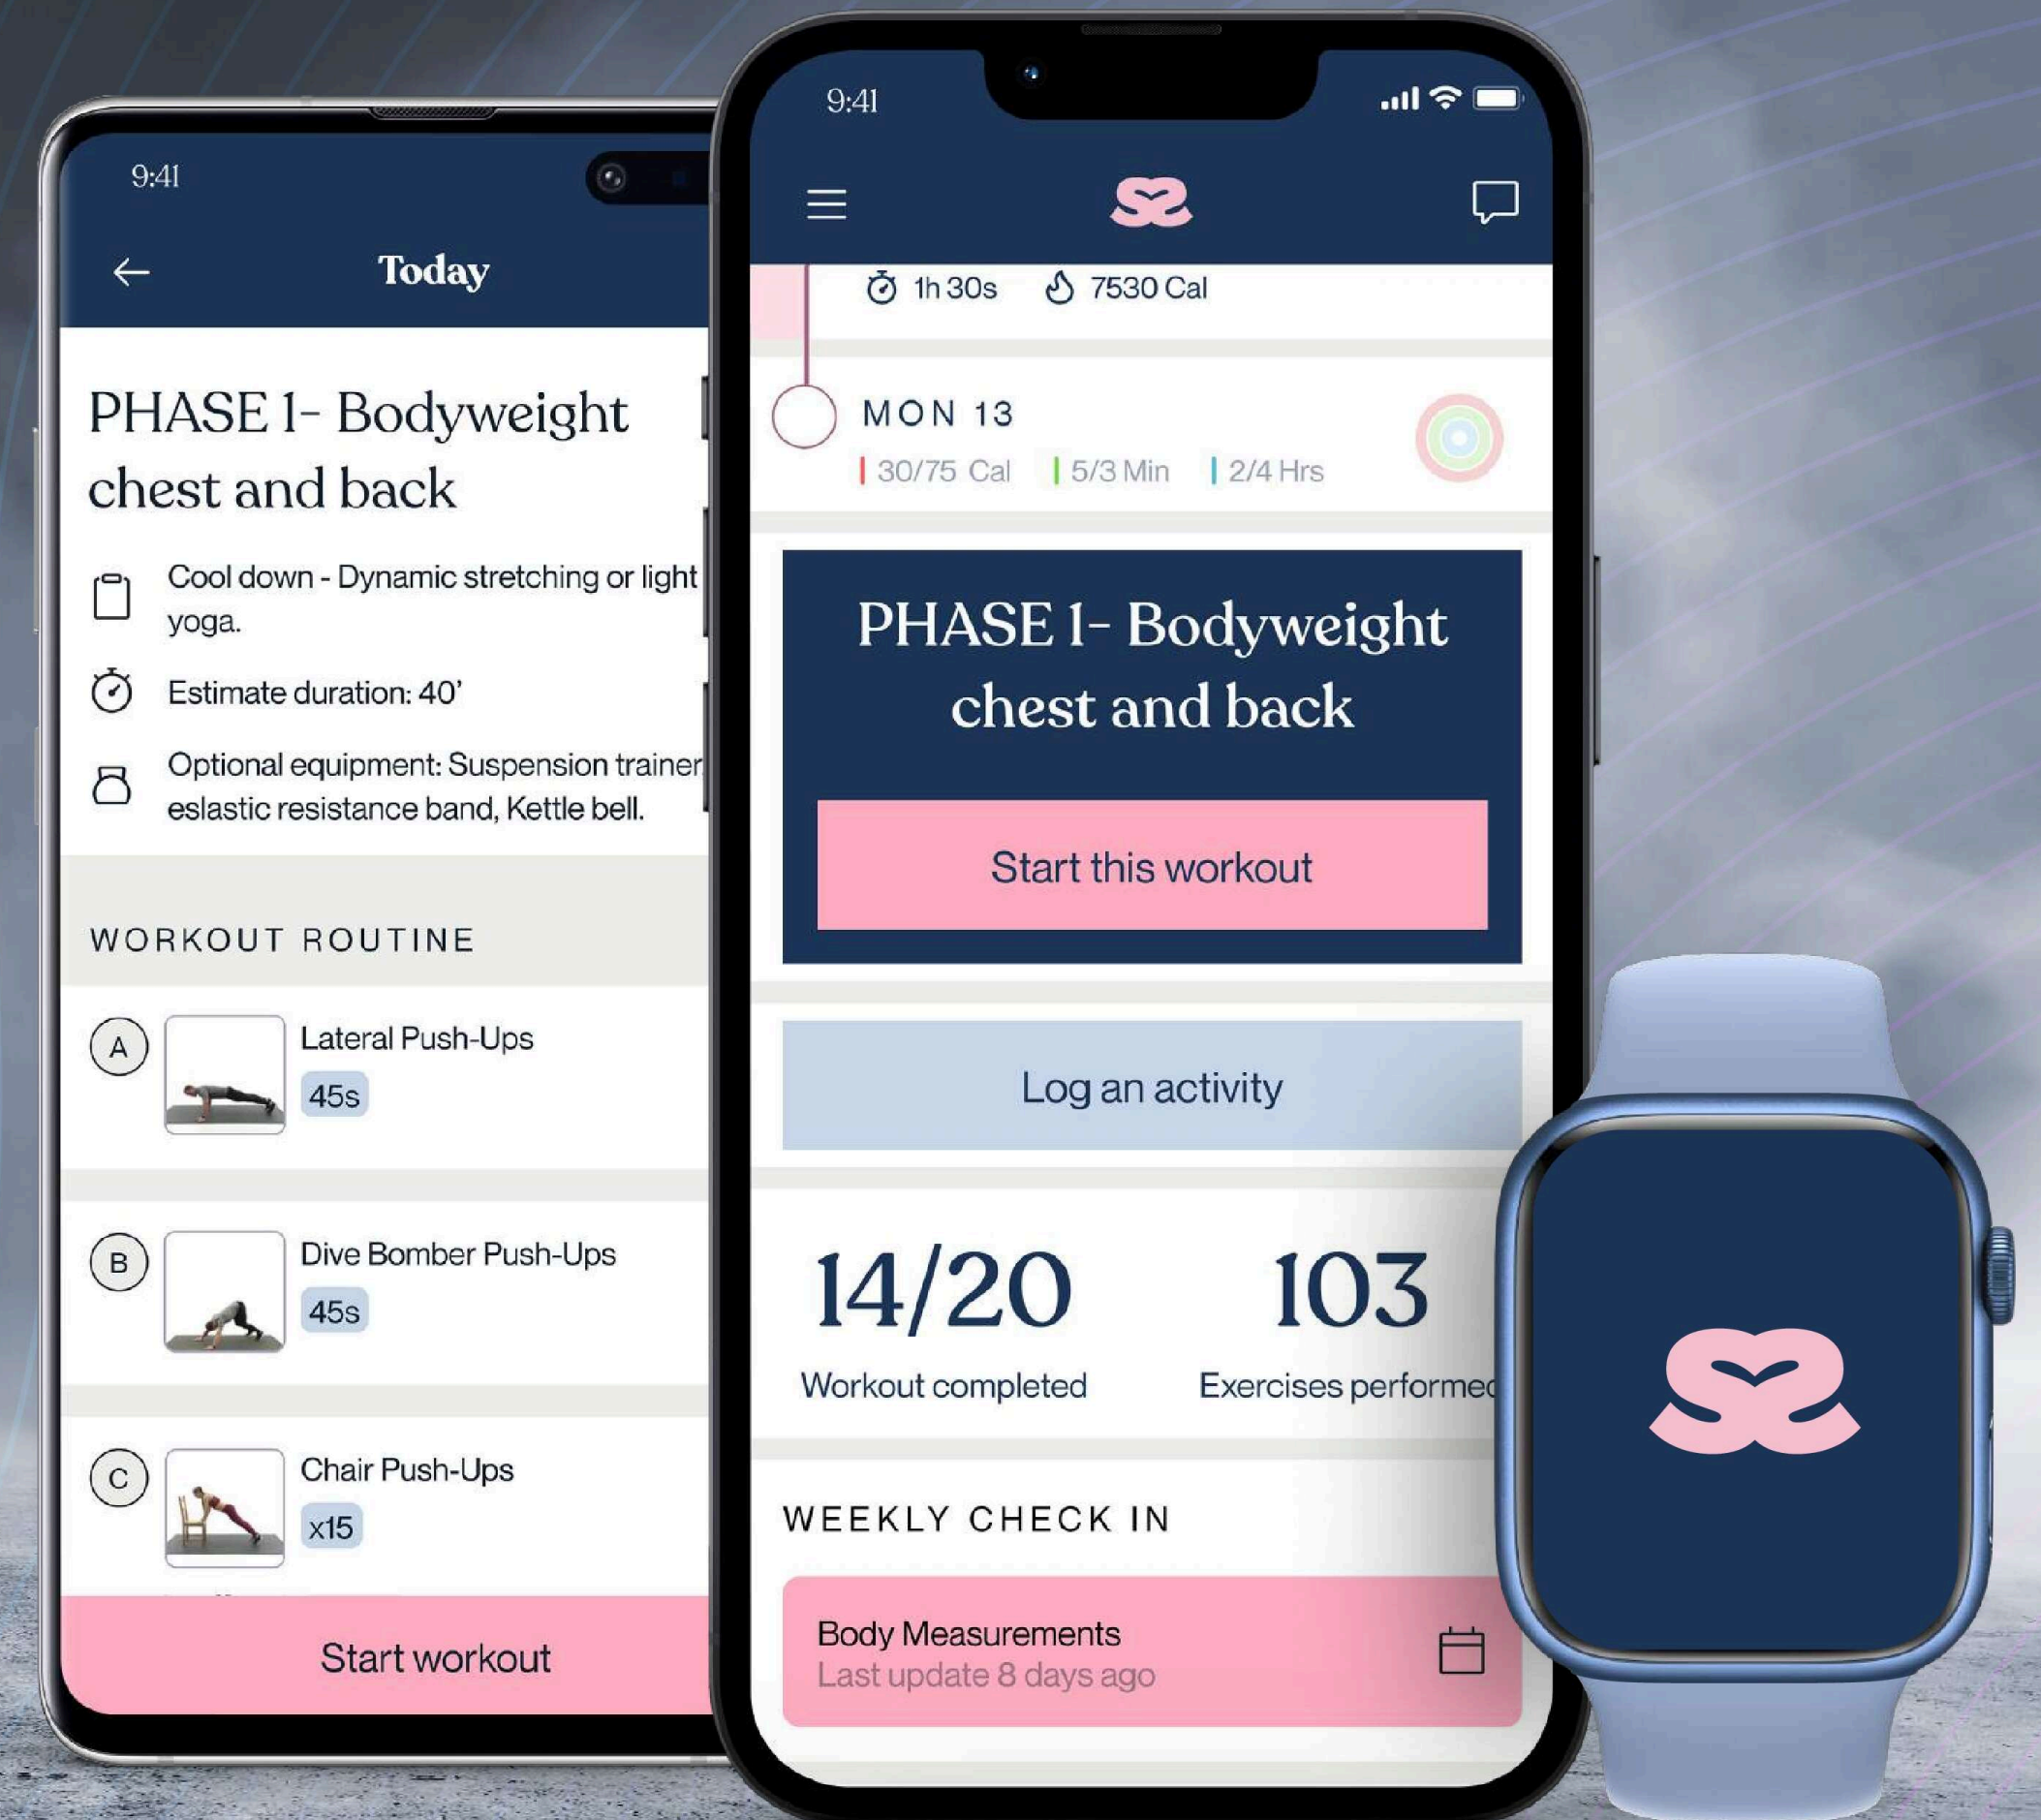 9:41
Today
PHASE 1- Bodyweight
chest and back
Cool down - Dynamic stretching or light
yoga.
Estimate duration: 40'
Optional equipment: Suspension trainer
eslastic resistance band, Kettle bell.
WORKOUT ROUTINE
A
Lateral Push-Ups
45s
B
Dive Bomber Push-Ups
45s
C
Chair Push-Ups
x15
Start workout
9:41
1h 30s 7530 Cal
MON 13
30/75 Cal 5/3 Min 2/4 Hrs
PHASE 1- Bodyweight
chest and back
Start this workout
Log an activity
14/20 103
Workout completed Exercises performed
WEEKLY CHECK IN
Body Measurements
Last update 8 days ago